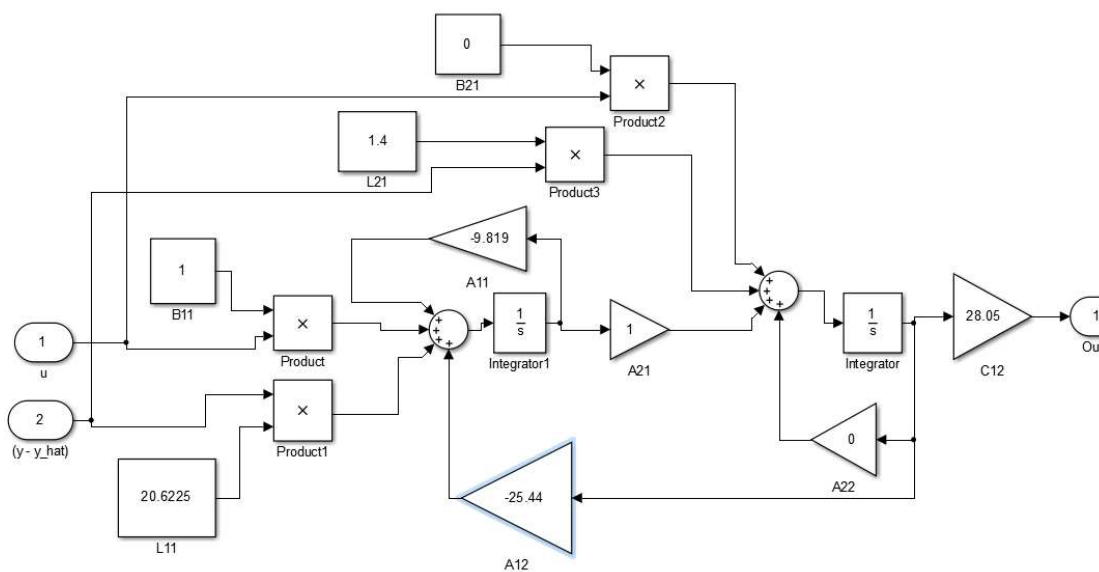 0
B21
×
Product2
1.4
L21
×
Product3
-9.819
A11
1
B11
×
Product
1
u
2
(y - y_hat)
×
Product1
20.6225
L11
+
+
+
+
1
s
Integrator1
1
A21
+
+
+
+
1
s
Integrator
28.05
C12
1
Ou
0
A22
-25.44
A12